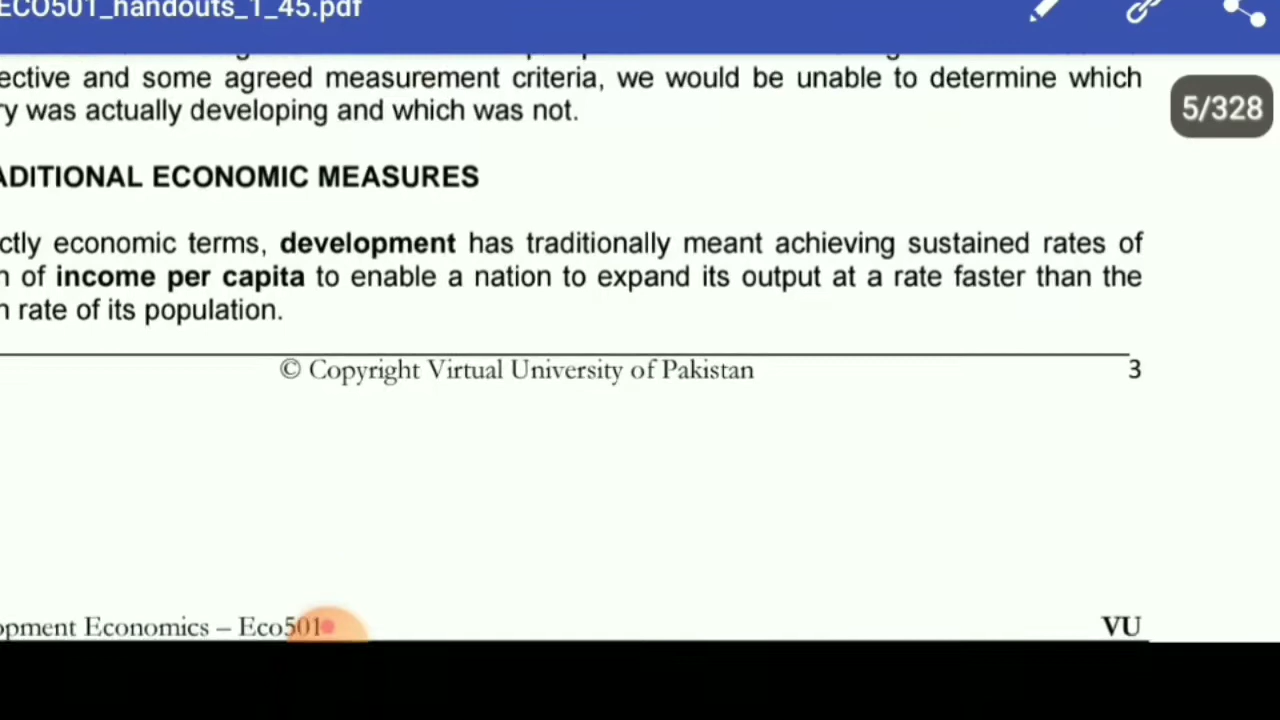 ECO501_handouts_1_45.pdf
ective and some agreed measurement criteria, we would be unable to determine which
5/328
ry was actually developing and which was not.
ADITIONAL ECONOMIC MEASURES
ctly economic terms, development has traditionally meant achieving sustained rates of
n of income per capita to enable a nation to expand its output at a rate faster than the
n rate of its population.
© Copyright Virtual University of Pakistan 3
opment Economics – Eco501 VU